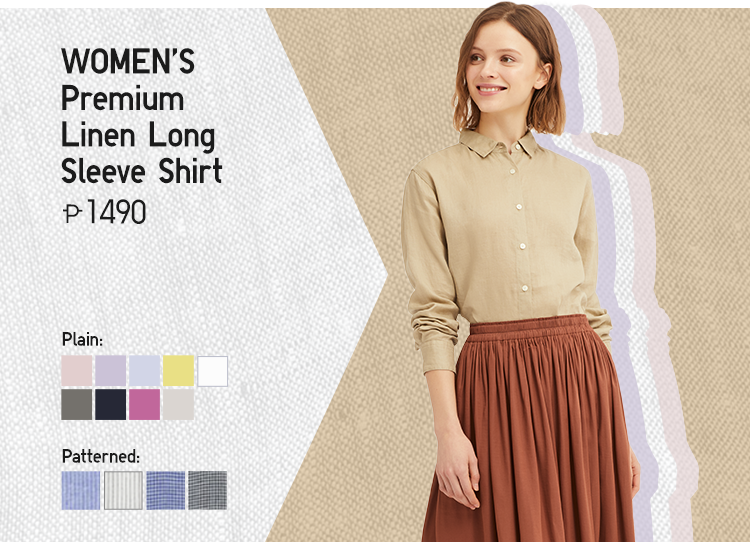 WOMEN'S
Premium
Linen Long
Sleeve Shirt
₱1490
Plain:
Patterned: